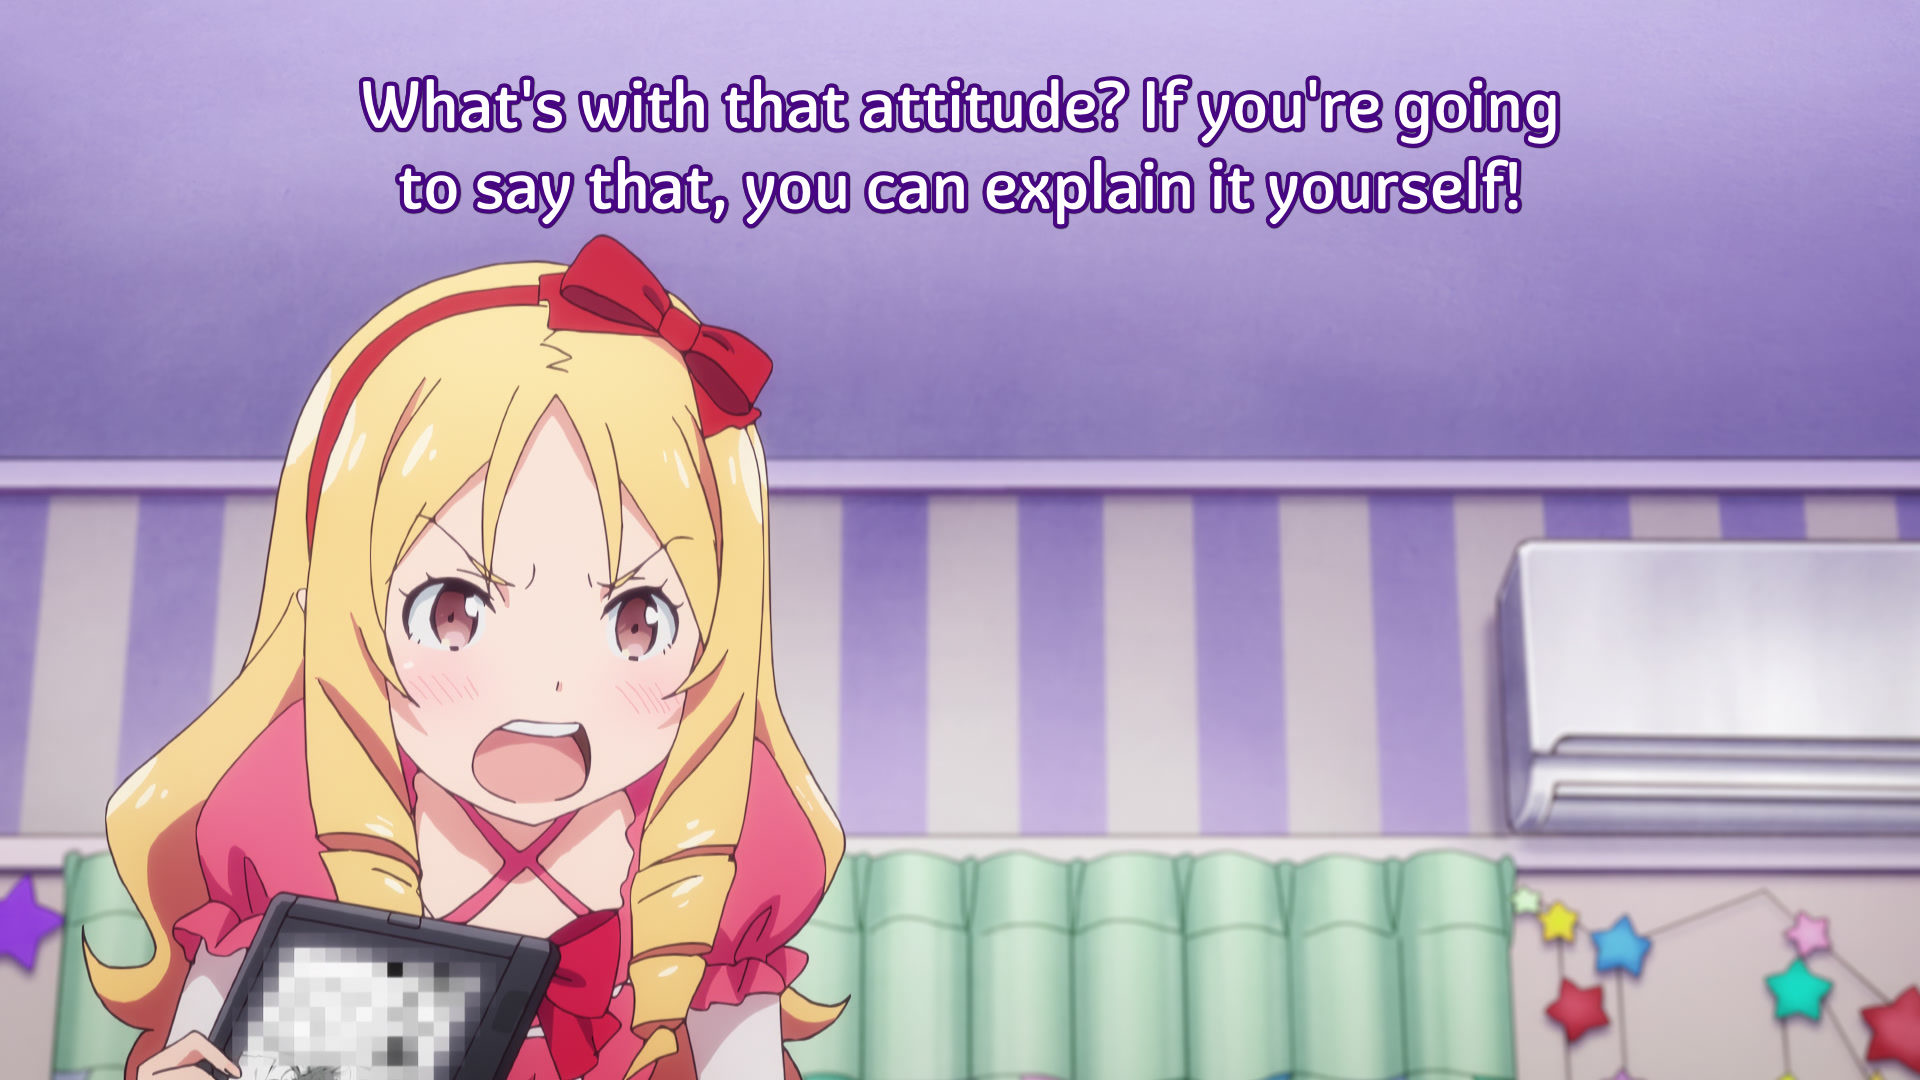 What's with that attitude? If you're going
to say that, you can explain it yourself!